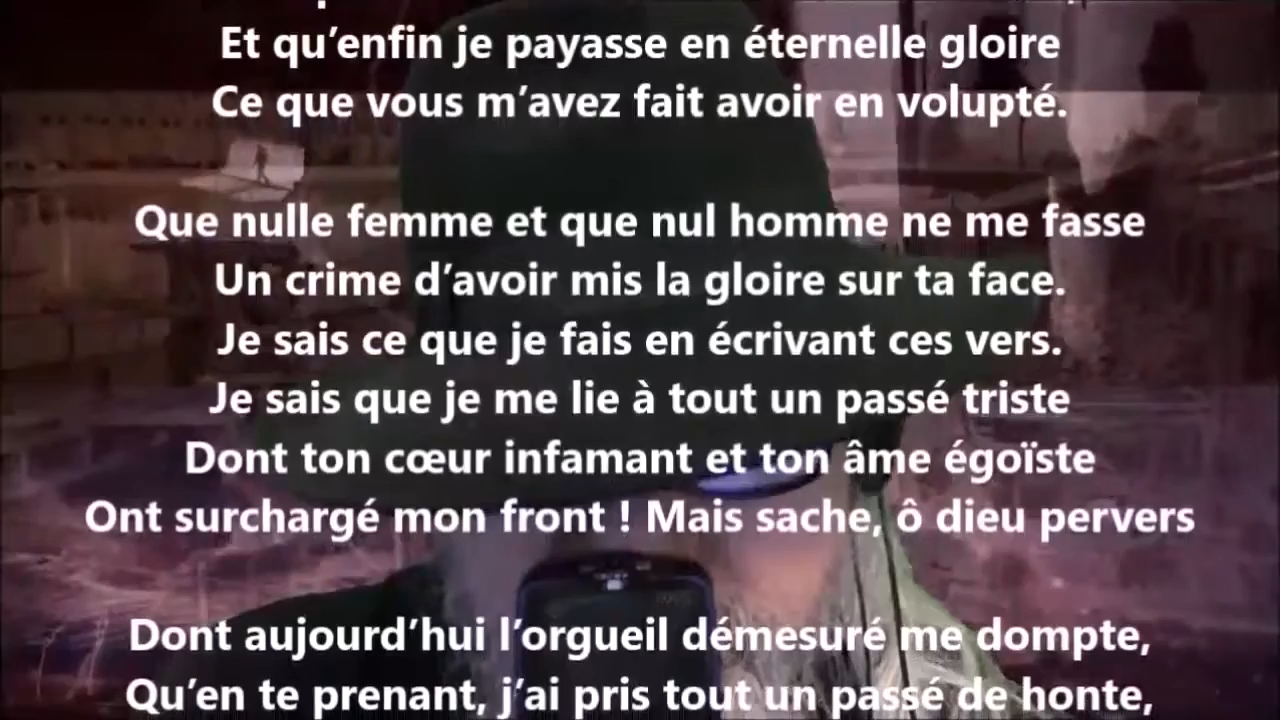 Et qu’enfin je payasse en éternelle gloire
Ce que vous m’avez fait avoir en volupté.
Que nulle femme et que nul homme ne me fasse
Un crime d’avoir mis la gloire sur ta face.
Je sais ce que je fais en écrivant ces vers.
Je sais que je me lie à tout un passé triste
Dont ton cœur infamant et ton âme égoïste
Ont surchargé mon front ! Mais sache, ô dieu pervers
Dont aujourd’hui l’orgueil démesuré me dompte,
Qu’en te prenant, j’ai pris tout un passé de honte,